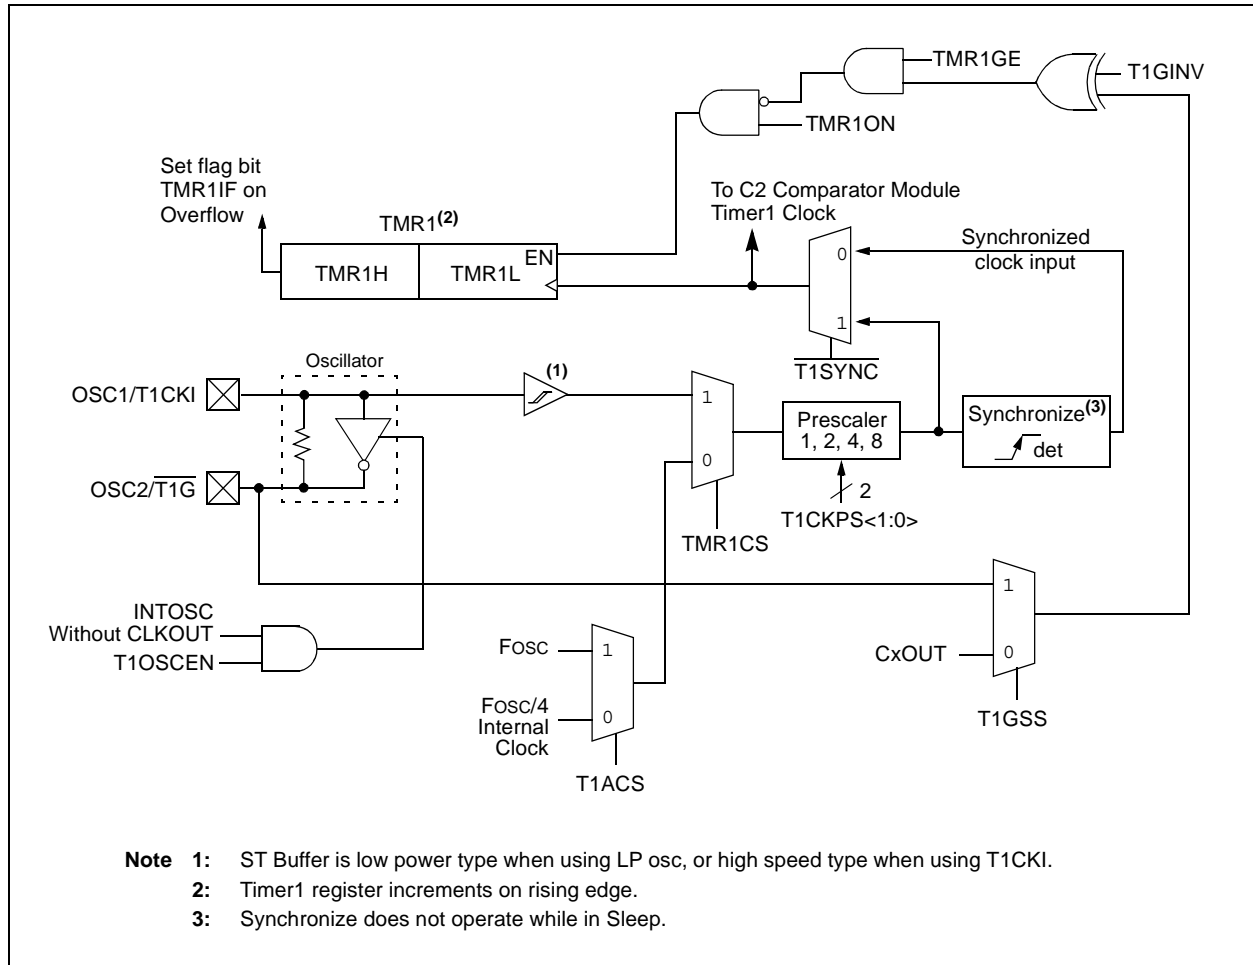 TMR1GE
T1GINV
TMR1ON
Set flag bit
TMR1IF on
Overflow
To C2 Comparator Module
Timer1 Clock
TMR1(2)
EN
TMR1H
TMR1L
0
Synchronized
clock input
1
T1SYNC
Oscillator
(1)
OSC1/T1CKI
1
Prescaler
1, 2, 4, 8
Synchronize(3)
det
0
OSC2/T1G
2
T1CKPS<1:0>
TMR1CS
1
INTOSC
Without CLKOUT
T1OSCEN
FOSC
1
CxOUT
0
FOSC/4
Internal
Clock
0
T1GSS
T1ACS
Note 1: ST Buffer is low power type when using LP osc, or high speed type when using T1CKI.
2: Timer1 register increments on rising edge.
3: Synchronize does not operate while in Sleep.